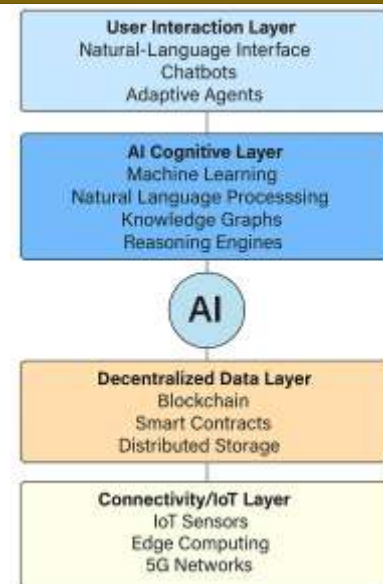 User Interaction Layer
Natural-Language Interface
Chatbots
Adaptive Agents
AI Cognitive Layer
Machine Learning
Natural Language Processsing
Knowledge Graphs
Reasoning Engines
AI
Decentralized Data Layer
Blockchain
Smart Contracts
Distributed Storage
Connectivity/IoT Layer
IoT Sensors
Edge Computing
5G Networks